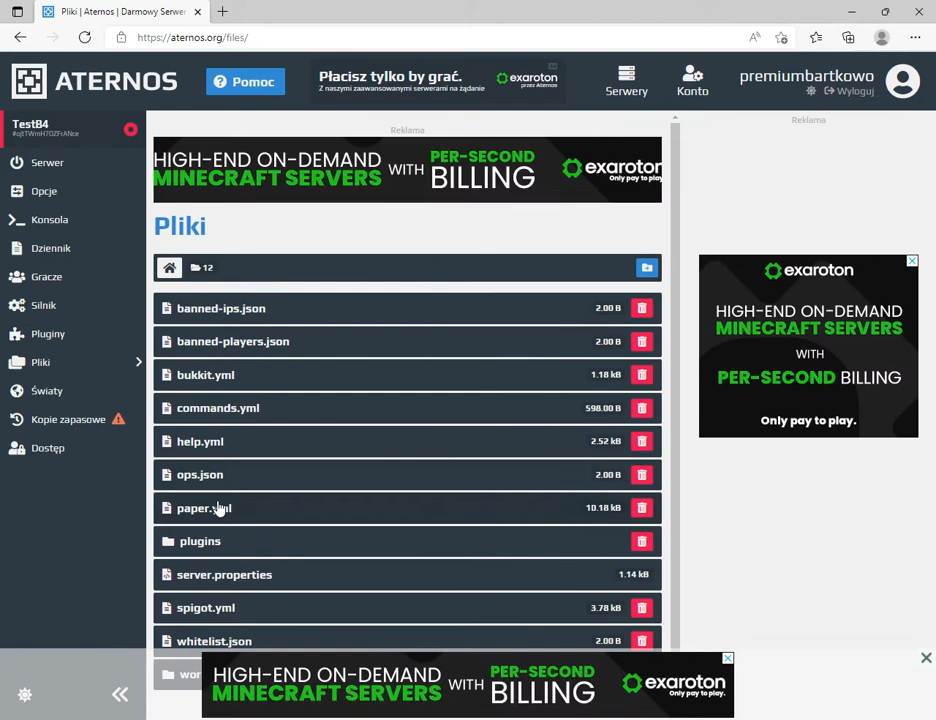 Pliki | Aternos | Darmowy Serwer
https://aternos.org/files/
ATERNOS
Pomoc
Płacisz tylko by grać.
Z naszymi zaawansowanymi serwerami na żądanie
exaroton
przez Aternos
Ad
Serwery
Konto
premiumbartkowo
Wyloguj
TestB4
Serwer
Opcje
Konsola
Dziennik
Gracze
Silnik
Pluginy
Pliki
Światy
Kopie zapasowe
Dostęp
Reklama
HIGH-END ON-DEMAND
MINECRAFT SERVERS
WITH
PER-SECOND
BILLING
exaroton
Only pay to play.
Pliki
12
banned-ips.json 2.00 B
banned-players.json 2.00 B
bukkit.yml 1.18 kB
commands.yml 598.00 B
help.yml 2.52 kB
ops.json 2.00 B
paper.yml 10.18 kB
plugins
server.properties 1.14 kB
spigot.yml 3.78 kB
whitelist.json 2.00 B
wor
Reklama
exaroton
HIGH-END ON-DEMAND
MINECRAFT SERVERS
WITH
PER-SECOND BILLING
Only pay to play.
HIGH-END ON-DEMAND
MINECRAFT SERVERS
WITH
PER-SECOND
BILLING
exaroton
Only pay to play.